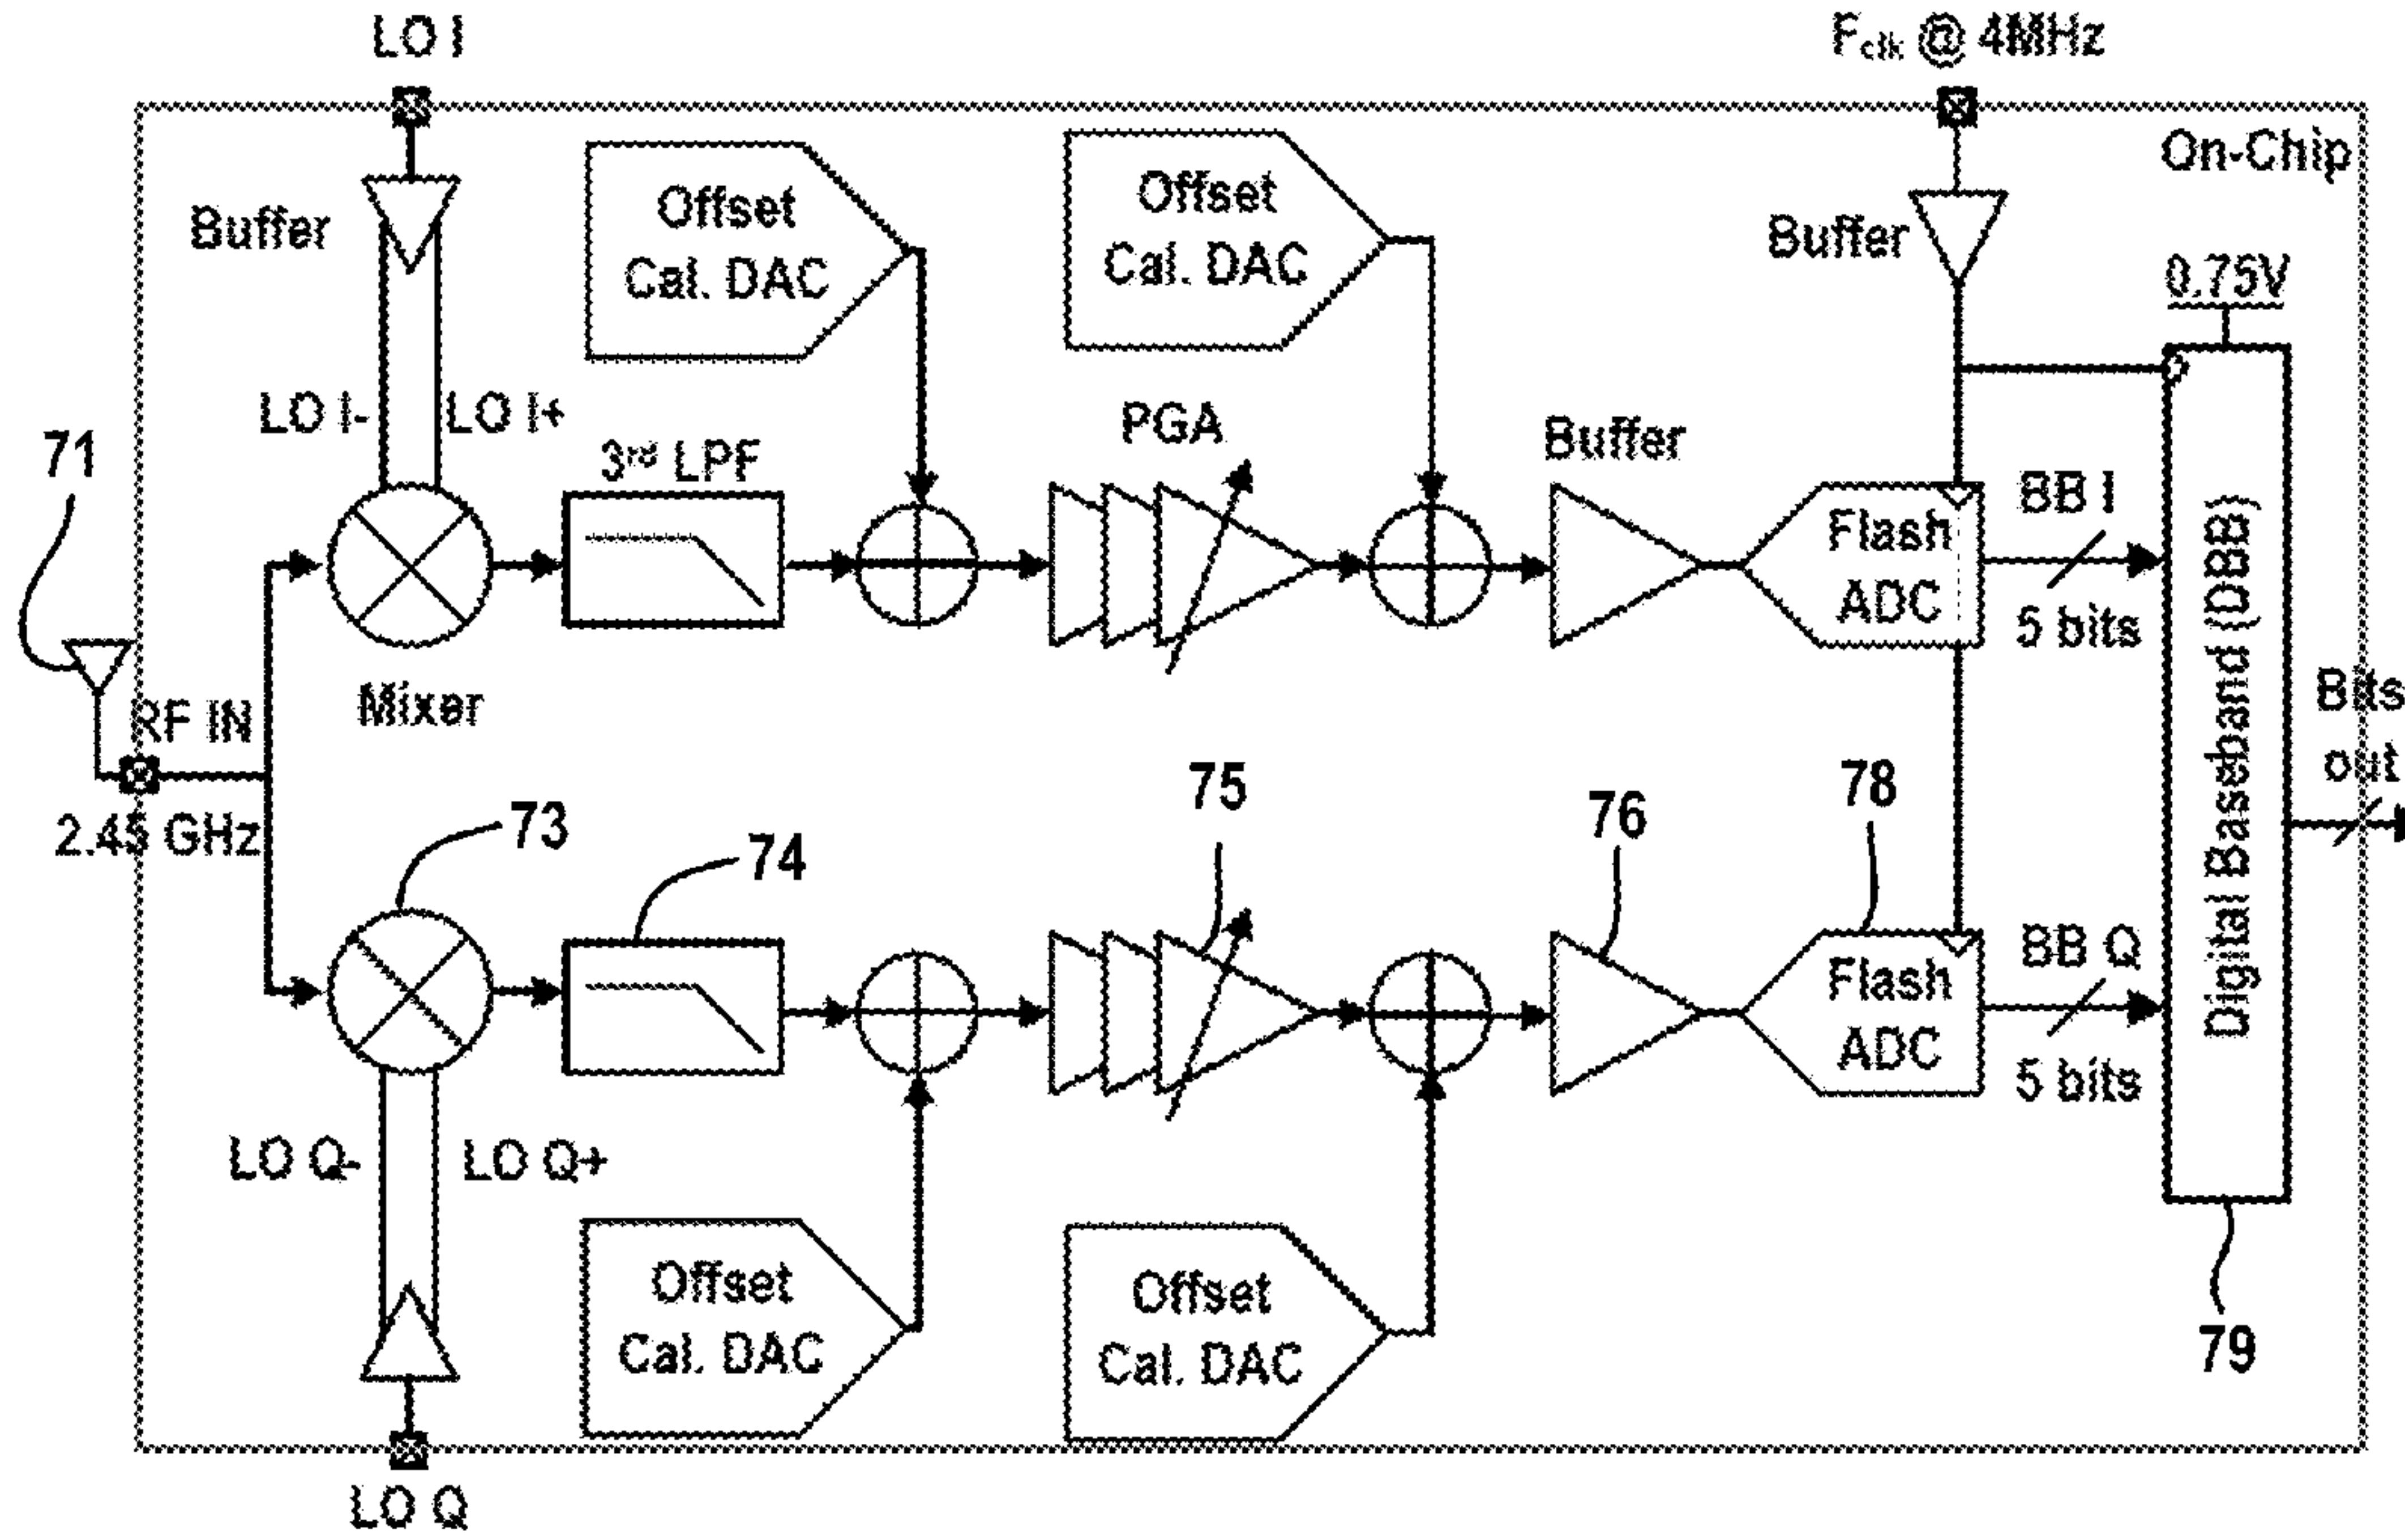 LO I
F clk @ 4MHz
On-Chip
Offset
Cal. DAC
Offset
Cal. DAC
Buffer
Buffer
0.75V
LO I-
LO I+
71
3rd LPF
PGA
Buffer
Flash
ADC
BB I
5 bits
Mixer
RF IN
2.45 GHz
Digital Baseband (DBB)
Bits
out
73
74
75
76
78
Flash
ADC
BB Q
5 bits
LO Q-
LO Q+
Offset
Cal. DAC
Offset
Cal. DAC
79
LO Q